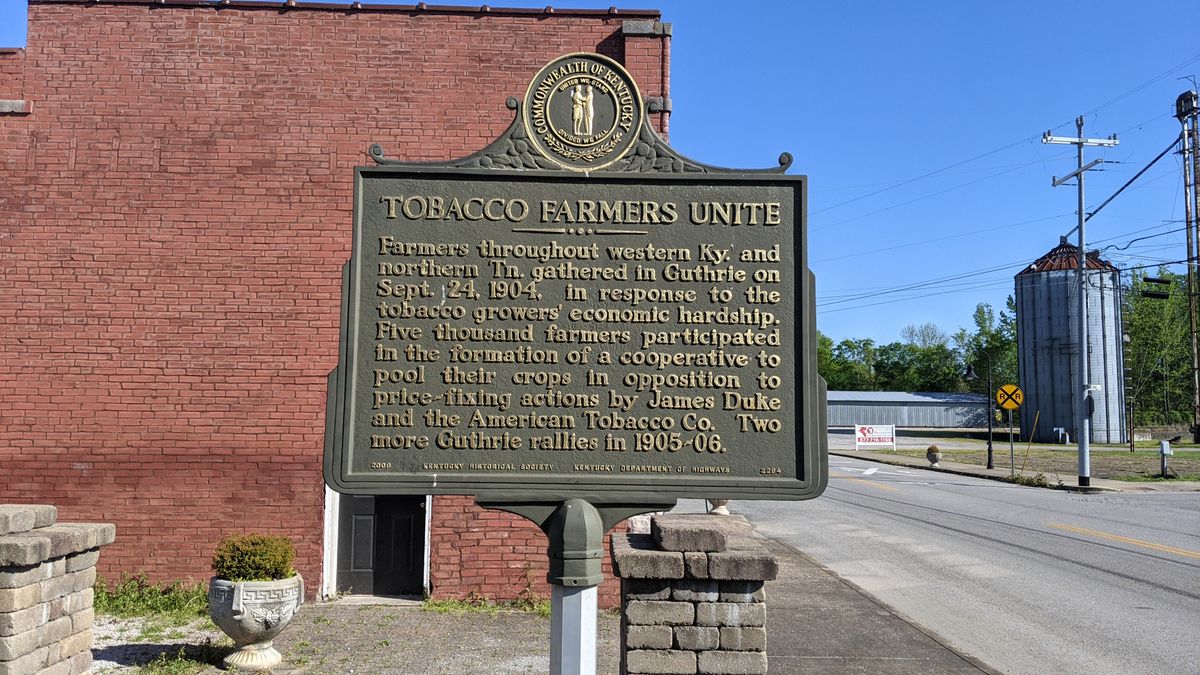 COMMONWEALTH OF KENTUCKY
UNITED WE STAND
DIVIDED WE FALL
TOBACCO FARMERS UNITE
Farmers throughout western Ky. and
northern Tn. gathered in Guthrie on
Sept. 24, 1904, in response to the
tobacco growers' economic hardship.
Five thousand farmers participated
in the formation of a cooperative to
pool their crops in opposition to
price-fixing actions by James Duke
and the American Tobacco Co. Two
more Guthrie rallies in 1905-06.
2008 KENTUCKY HISTORICAL SOCIETY KENTUCKY DEPARTMENT OF HIGHWAYS 2284
R R